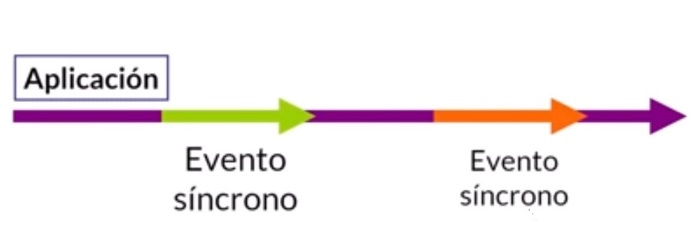 Aplicación
Evento
síncrono
Evento
síncrono